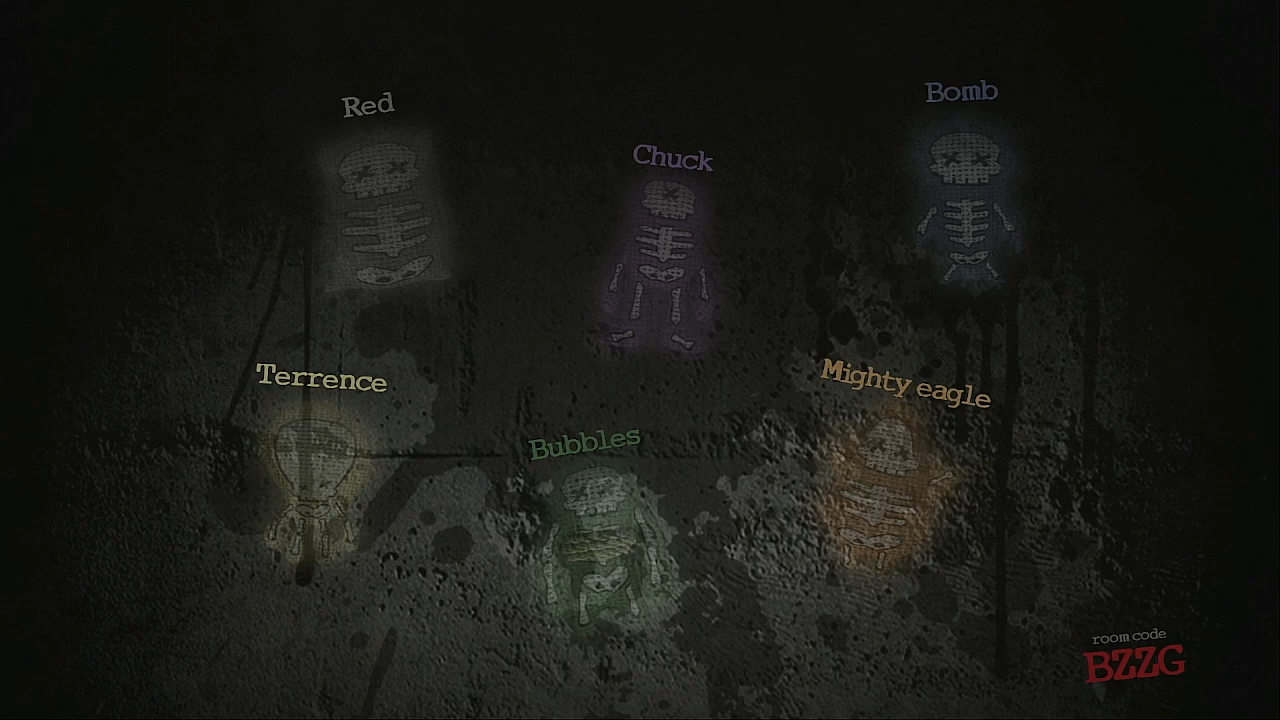 Red
Chuck
Bomb
Terrence
Bubbles
Mighty eagle
room code
BZZG